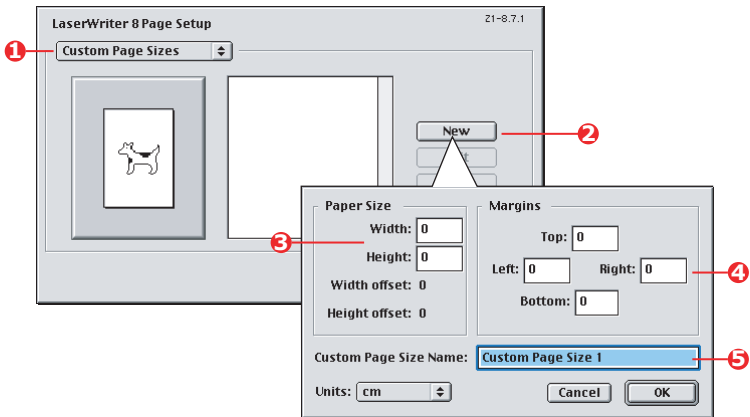 LaserWriter 8 Page Setup
Z1-8.7.1
1
Custom Page Sizes
New
2
Paper Size
Width: 0
Height: 0
Width offset: 0
Height offset: 0
3
Margins
Top: 0
Left: 0 Right: 0
Bottom: 0
4
Custom Page Size Name: Custom Page Size 1
5
Units: cm
Cancel
OK